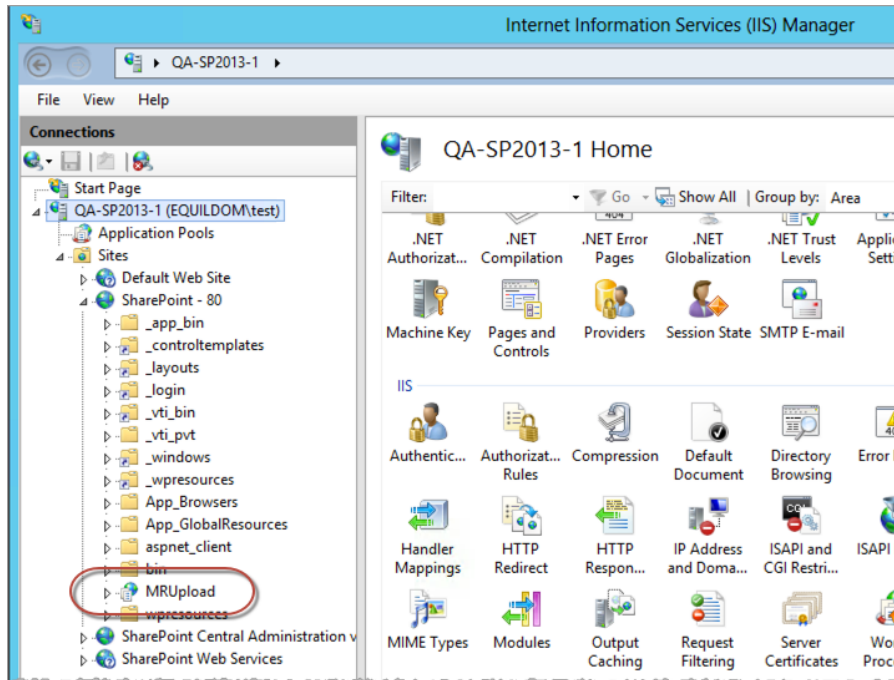 Internet Information Services (IIS) Manager
QA-SP2013-1
File View Help
Connections
Start Page
QA-SP2013-1 (EQUILDOM\test)
Application Pools
Sites
Default Web Site
SharePoint - 80
_app_bin
_controltemplates
_layouts
_login
_vti_bin
_vti_pvt
_windows
_wpresources
App_Browsers
App_GlobalResources
aspnet_client
bin
MRUpload
wpresources
SharePoint Central Administration v
SharePoint Web Services
QA-SP2013-1 Home
Filter: Go Show All Group by: Area
.NET .NET .NET Error .NET .NET Trust Applic
Authorizat... Compilation Pages Globalization Levels Sett
Machine Key Pages and Providers Session State SMTP E-mail
Controls
IIS
Authentic... Authorizat... Compression Default Directory Error
Rules Document Browsing
Handler HTTP HTTP IP Address ISAPI and ISAPI
Mappings Redirect Respon... and Doma... CGI Restri...
MIME Types Modules Output Request Server Wo
Caching Filtering Certificates Proc